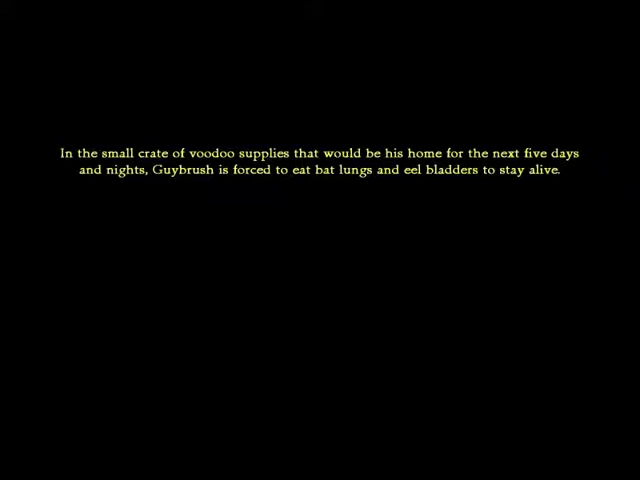 In the small crate of voodoo supplies that would be his home for the next five days
and nights, Guybrush is forced to eat bat lungs and eel bladders to stay alive.